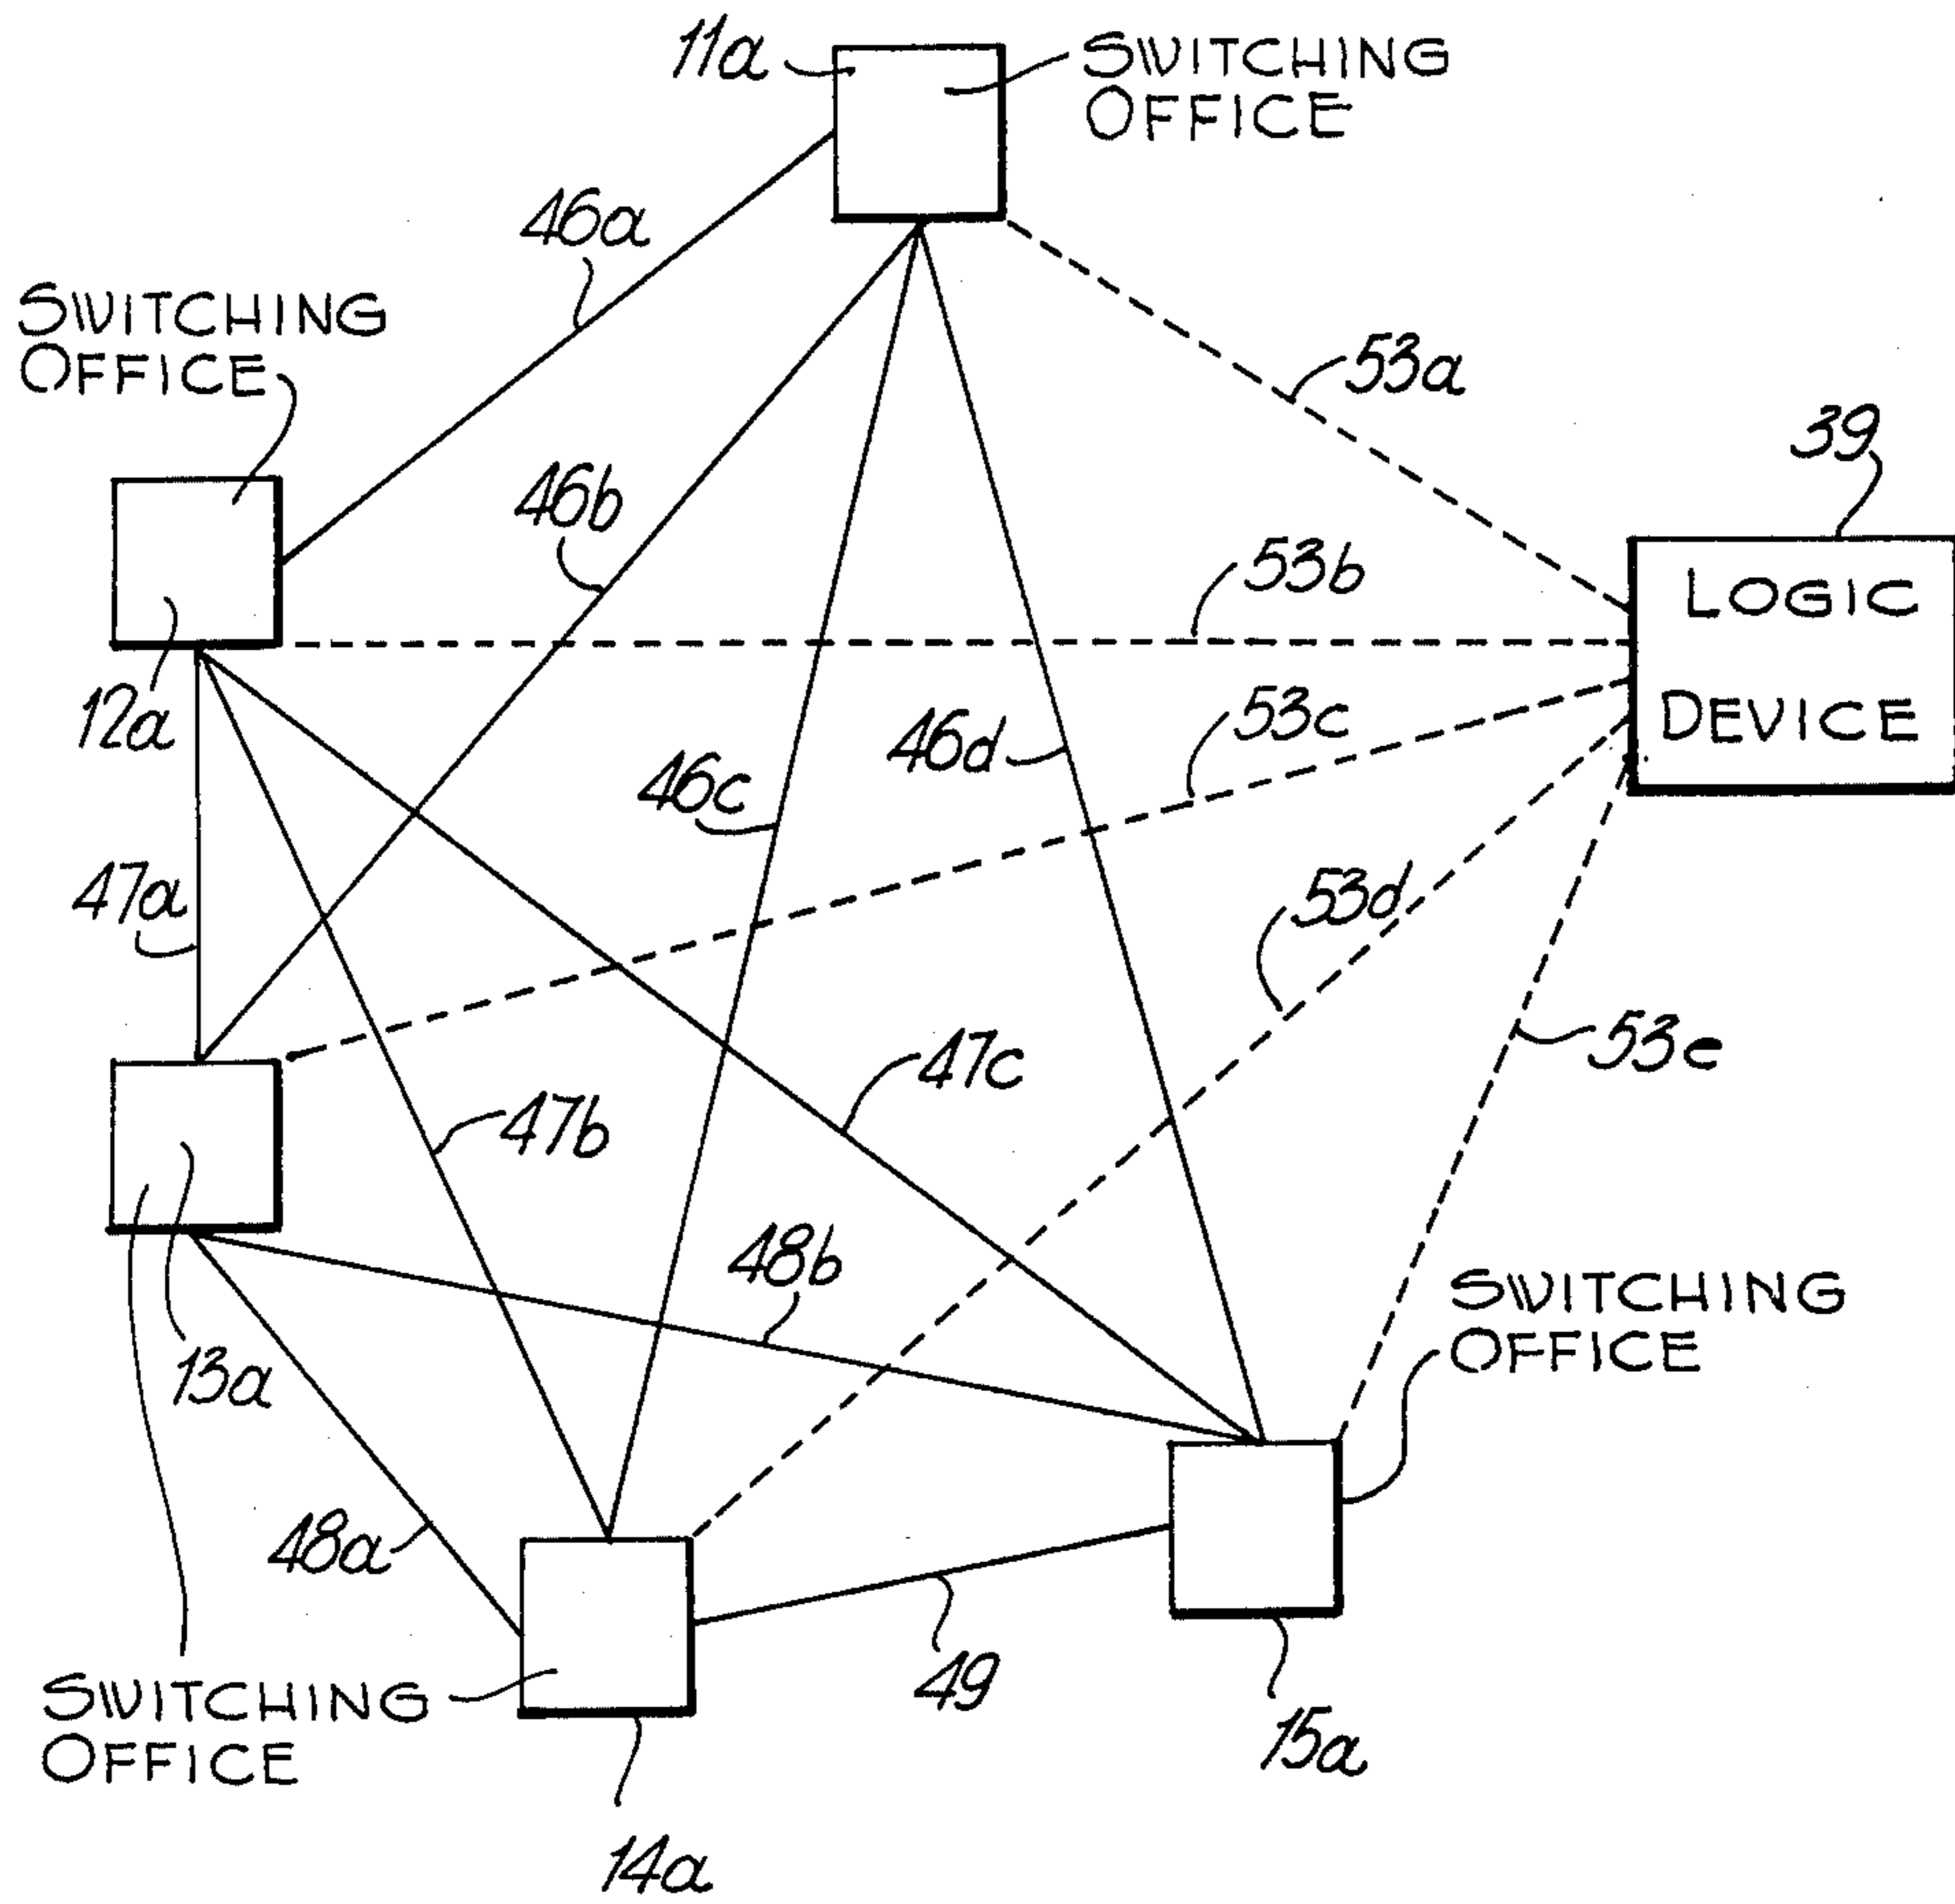 11a
SWITCHING
OFFICE
46a
SWITCHING
OFFICE
53a
39
46b
53b
LOGIC
DEVICE
12a
46c
46d
53c
47a
53d
47b
47c
53e
48b
13a
SWITCHING
OFFICE
48a
49
SWITCHING
OFFICE
15a
14a